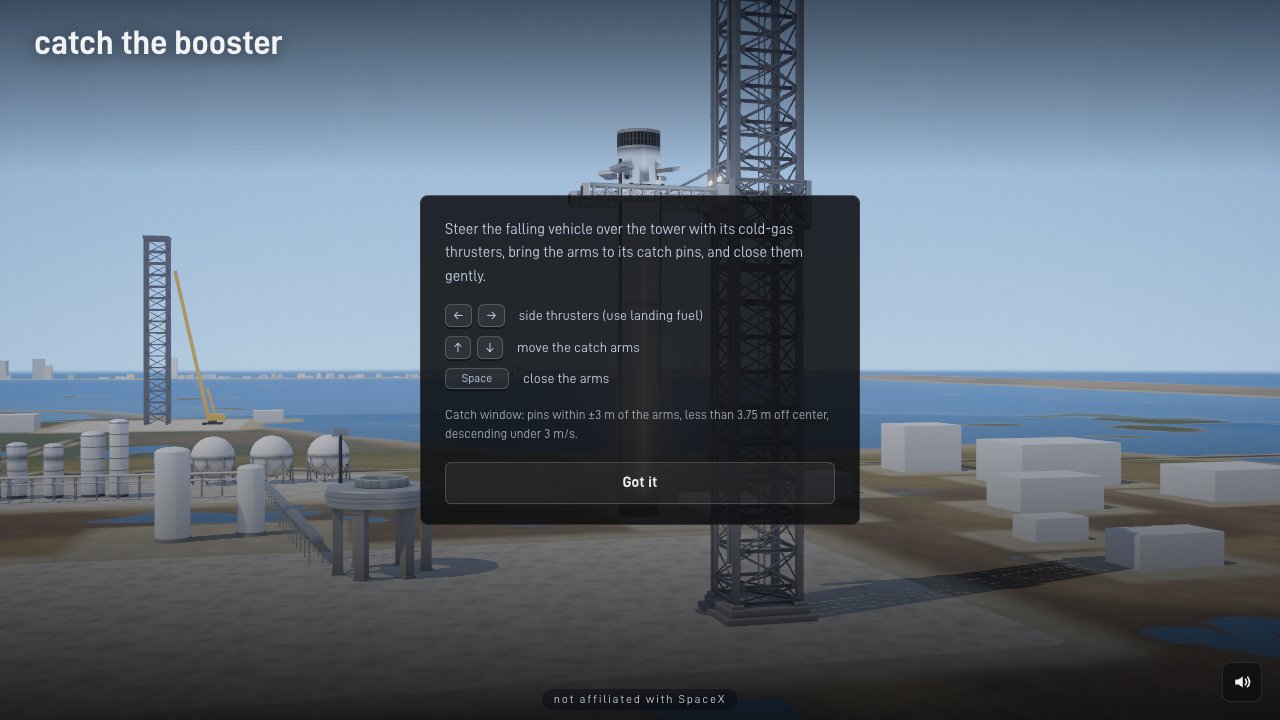 catch the booster
Steer the falling vehicle over the tower with its cold-gas
thrusters, bring the arms to its catch pins, and close them
gently.
← → side thrusters (use landing fuel)
↑ ↓ move the catch arms
Space close the arms
Catch window: pins within ±3 m of the arms, less than 3.75 m off center,
descending under 3 m/s.
Got it
not affiliated with SpaceX